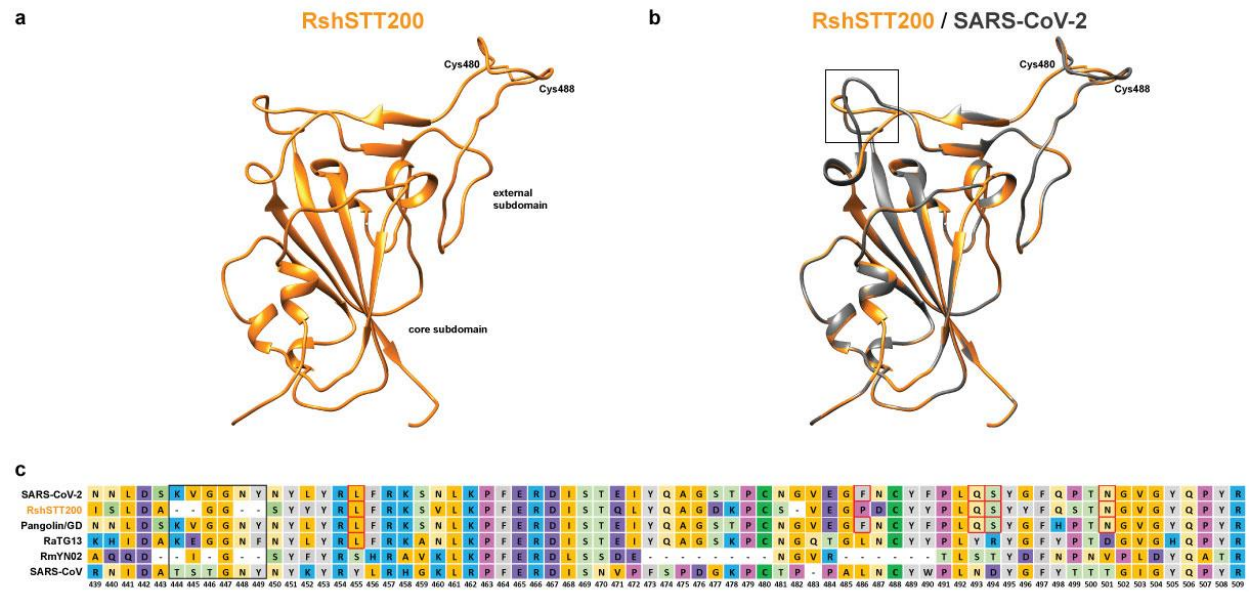 a
RshSTT200
Cys480
Cys488
external subdomain
core subdomain
b
RshSTT200 / SARS-CoV-2
Cys480
Cys488
c
SARS-CoV-2 N N L D S K V G G N Y N Y L Y R L F R K S N L K P F E R D I S T E I Y Q A G S T P C N G V E G F N C Y F P L Q S Y G F Q P T N G V G Y Q P Y R
RshSTT200 I S L D A - - G G - - S Y Y Y R L F R K S N L K P F E R D I S T Q L Y Q A G D K P C S - V E G P D C Y F P L Q S Y G F Q P T N G V G Y Q P Y R
Pangolin/GD N N L D S K V G G N Y N Y L Y R L F R K S N L K P F E R D I S T E I Y Q A G S T P C N G V E G F N C Y F P L Q S Y G F H P T N G V G Y Q P Y R
RaTG13 K H I D A K E G G N F N Y L Y R L F R K A N L K P F E R D I S T E I Y Q A G S K P C N G Q T G L N C Y Y P L Y R Y G F Y P T D G V G H Q P Y R
RmYN02 A Q Q D - - I - G - - S Y F Y R S H R A V K L K P F E R D L S S D E - - - - - - - - N G V R - - - - - - T L S T Y D F N P N V P L D Y Q A T R
SARS-CoV R N I D A T S T G N Y N Y K Y R Y L R H G K L R P F E R D I S N V P F S P D G K P C T P - P A L N C Y W P L N D Y G F Y T T T G I G Y Q P Y R
439 440 441 442 443 444 445 446 447 448 449 450 451 452 453 454 455 456 457 458 459 460 461 462 463 464 465 466 467 468 469 470 471 472 473 474 475 476 477 478 479 480 481 482 483 484 485 486 487 488 489 490 491 492 493 494 495 496 497 498 499 500 501 502 503 504 505 506 507 508 509